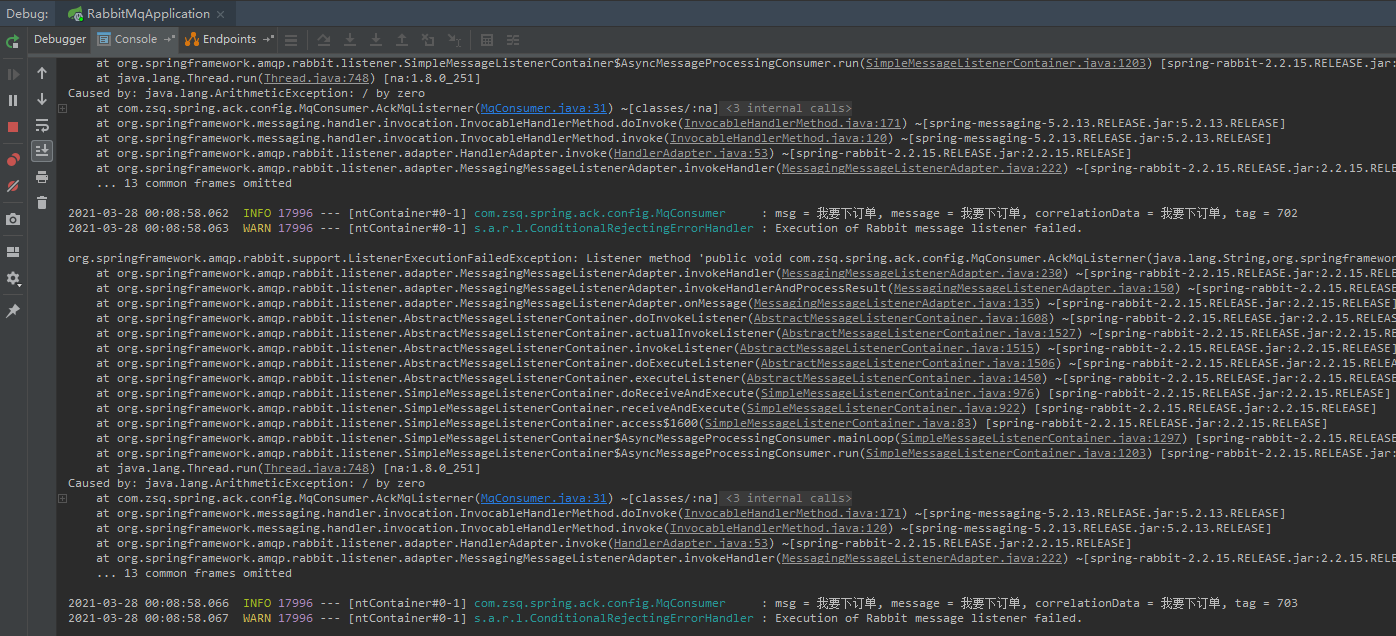 Debug: RabbitMqApplication ×
Debugger Console Endpoints
at org.springframework.amqp.rabbit.listener.SimpleMessageListenerContainer$AsyncMessageProcessingConsumer.run(SimpleMessageListenerContainer.java:1203) [spring-rabbit-2.2.15.RELEASE.jar:
at java.lang.Thread.run(Thread.java:748) [na:1.8.0_251]
Caused by: java.lang.ArithmeticException: / by zero
at com.zsq.spring.ack.config.MqConsumer.AckMqListerner(MqConsumer.java:31) ~[classes/:na] <3 internal calls>
at org.springframework.messaging.handler.invocation.InvocableHandlerMethod.doInvoke(InvocableHandlerMethod.java:171) ~[spring-messaging-5.2.13.RELEASE.jar:5.2.13.RELEASE]
at org.springframework.messaging.handler.invocation.InvocableHandlerMethod.invoke(InvocableHandlerMethod.java:120) ~[spring-messaging-5.2.13.RELEASE.jar:5.2.13.RELEASE]
at org.springframework.amqp.rabbit.listener.adapter.HandlerAdapter.invoke(HandlerAdapter.java:53) ~[spring-rabbit-2.2.15.RELEASE.jar:2.2.15.RELEASE]
at org.springframework.amqp.rabbit.listener.adapter.MessagingMessageListenerAdapter.invokeHandler(MessagingMessageListenerAdapter.java:222) ~[spring-rabbit-2.2.15.RELEASE.jar:2.2.15.RELE
... 13 common frames omitted
2021-03-28 00:08:58.062 INFO 17996 --- [ntContainer#0-1] com.zsq.spring.ack.config.MqConsumer : msg = 我要下订单, message = 我要下订单, correlationData = 我要下订单, tag = 702
2021-03-28 00:08:58.063 WARN 17996 --- [ntContainer#0-1] s.a.r.l.ConditionalRejectingErrorHandler : Execution of Rabbit message listener failed.
org.springframework.amqp.rabbit.support.ListenerExecutionFailedException: Listener method 'public void com.zsq.spring.ack.config.MqConsumer.AckMqListerner(java.lang.String,org.springframewor
at org.springframework.amqp.rabbit.listener.adapter.MessagingMessageListenerAdapter.invokeHandler(MessagingMessageListenerAdapter.java:230) ~[spring-rabbit-2.2.15.RELEASE.jar:2.2.15.RELE
at org.springframework.amqp.rabbit.listener.adapter.MessagingMessageListenerAdapter.invokeHandlerAndProcessResult(MessagingMessageListenerAdapter.java:150) ~[spring-rabbit-2.2.15.RELEASE
at org.springframework.amqp.rabbit.listener.adapter.MessagingMessageListenerAdapter.onMessage(MessagingMessageListenerAdapter.java:135) ~[spring-rabbit-2.2.15.RELEASE.jar:2.2.15.RELEASE]
at org.springframework.amqp.rabbit.listener.AbstractMessageListenerContainer.doInvokeListener(AbstractMessageListenerContainer.java:1608) ~[spring-rabbit-2.2.15.RELEASE.jar:2.2.15.RELEAS
at org.springframework.amqp.rabbit.listener.AbstractMessageListenerContainer.actualInvokeListener(AbstractMessageListenerContainer.java:1527) ~[spring-rabbit-2.2.15.RELEASE.jar:2.2.15.RE
at org.springframework.amqp.rabbit.listener.AbstractMessageListenerContainer.invokeListener(AbstractMessageListenerContainer.java:1515) ~[spring-rabbit-2.2.15.RELEASE.jar:2.2.15.RELEASE]
at org.springframework.amqp.rabbit.listener.AbstractMessageListenerContainer.doExecuteListener(AbstractMessageListenerContainer.java:1506) ~[spring-rabbit-2.2.15.RELEASE.jar:2.2.15.RELEA
at org.springframework.amqp.rabbit.listener.AbstractMessageListenerContainer.executeListener(AbstractMessageListenerContainer.java:1450) ~[spring-rabbit-2.2.15.RELEASE.jar:2.2.15.RELEASE
at org.springframework.amqp.rabbit.listener.SimpleMessageListenerContainer.doReceiveAndExecute(SimpleMessageListenerContainer.java:976) [spring-rabbit-2.2.15.RELEASE.jar:2.2.15.RELEASE]
at org.springframework.amqp.rabbit.listener.SimpleMessageListenerContainer.receiveAndExecute(SimpleMessageListenerContainer.java:922) [spring-rabbit-2.2.15.RELEASE.jar:2.2.15.RELEASE]
at org.springframework.amqp.rabbit.listener.SimpleMessageListenerContainer.access$1600(SimpleMessageListenerContainer.java:83) [spring-rabbit-2.2.15.RELEASE.jar:2.2.15.RELEASE]
at org.springframework.amqp.rabbit.listener.SimpleMessageListenerContainer$AsyncMessageProcessingConsumer.mainLoop(SimpleMessageListenerContainer.java:1297) [spring-rabbit-2.2.15.RELEASE
at org.springframework.amqp.rabbit.listener.SimpleMessageListenerContainer$AsyncMessageProcessingConsumer.run(SimpleMessageListenerContainer.java:1203) [spring-rabbit-2.2.15.RELEASE.jar:
at java.lang.Thread.run(Thread.java:748) [na:1.8.0_251]
Caused by: java.lang.ArithmeticException: / by zero
at com.zsq.spring.ack.config.MqConsumer.AckMqListerner(MqConsumer.java:31) ~[classes/:na] <3 internal calls>
at org.springframework.messaging.handler.invocation.InvocableHandlerMethod.doInvoke(InvocableHandlerMethod.java:171) ~[spring-messaging-5.2.13.RELEASE.jar:5.2.13.RELEASE]
at org.springframework.messaging.handler.invocation.InvocableHandlerMethod.invoke(InvocableHandlerMethod.java:120) ~[spring-messaging-5.2.13.RELEASE.jar:5.2.13.RELEASE]
at org.springframework.amqp.rabbit.listener.adapter.HandlerAdapter.invoke(HandlerAdapter.java:53) ~[spring-rabbit-2.2.15.RELEASE.jar:2.2.15.RELEASE]
at org.springframework.amqp.rabbit.listener.adapter.MessagingMessageListenerAdapter.invokeHandler(MessagingMessageListenerAdapter.java:222) ~[spring-rabbit-2.2.15.RELEASE.jar:2.2.15.RELE
... 13 common frames omitted
2021-03-28 00:08:58.066 INFO 17996 --- [ntContainer#0-1] com.zsq.spring.ack.config.MqConsumer : msg = 我要下订单, message = 我要下订单, correlationData = 我要下订单, tag = 703
2021-03-28 00:08:58.067 WARN 17996 --- [ntContainer#0-1] s.a.r.l.ConditionalRejectingErrorHandler : Execution of Rabbit message listener failed.